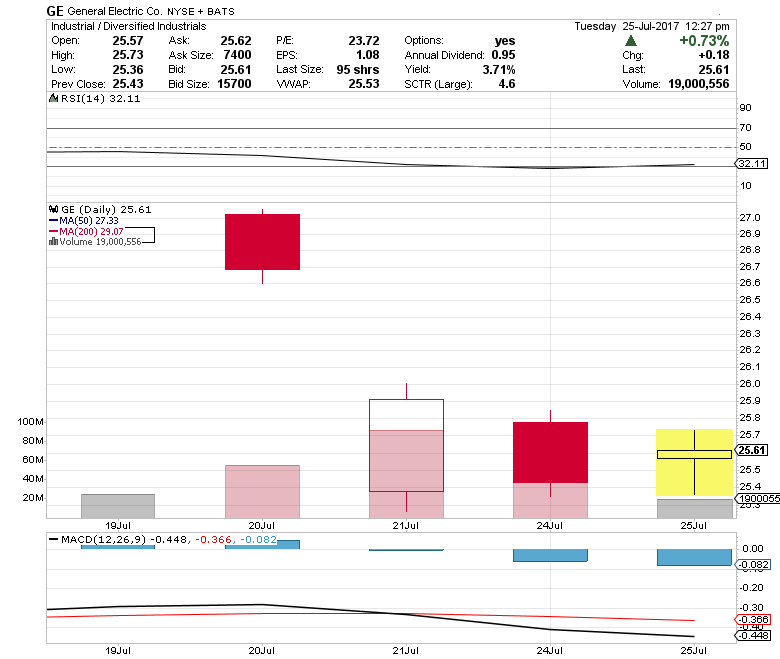 GE General Electric Co. NYSE + BATS
Industrial / Diversified Industrials Tuesday 25-Jul-2017 12:27 pm
Open: 25.57 Ask: 25.62 P/E: 23.72 Options: yes +0.73%
High: 25.73 Ask Size: 7400 EPS: 1.08 Annual Dividend: 0.95 Chg: +0.18
Low: 25.36 Bid: 25.61 Last Size: 95 shrs Yield: 3.71% Last: 25.61
Prev Close: 25.43 Bid Size: 15700 VWAP: 25.53 SCTR (Large): 4.6 Volume: 19,000,556
RSI(14) 32.11
90
70
50
32.11
10
GE (Daily) 25.61
MA(50) 27.33
MA(200) 29.07
Volume 19,000,556
27.0
26.9
26.8
26.7
26.6
26.5
26.4
26.3
26.2
26.1
26.0
25.9
25.8
25.7
25.61
25.5
25.4
1900055
25.3
100M
80M
60M
40M
20M
19Jul 20Jul 21Jul 24Jul 25Jul
MACD(12,26,9) -0.448, -0.366, -0.082
0.00
-0.082
-0.10
-0.20
-0.30
-0.366
-0.40
-0.448
19Jul 20Jul 21Jul 24Jul 25Jul